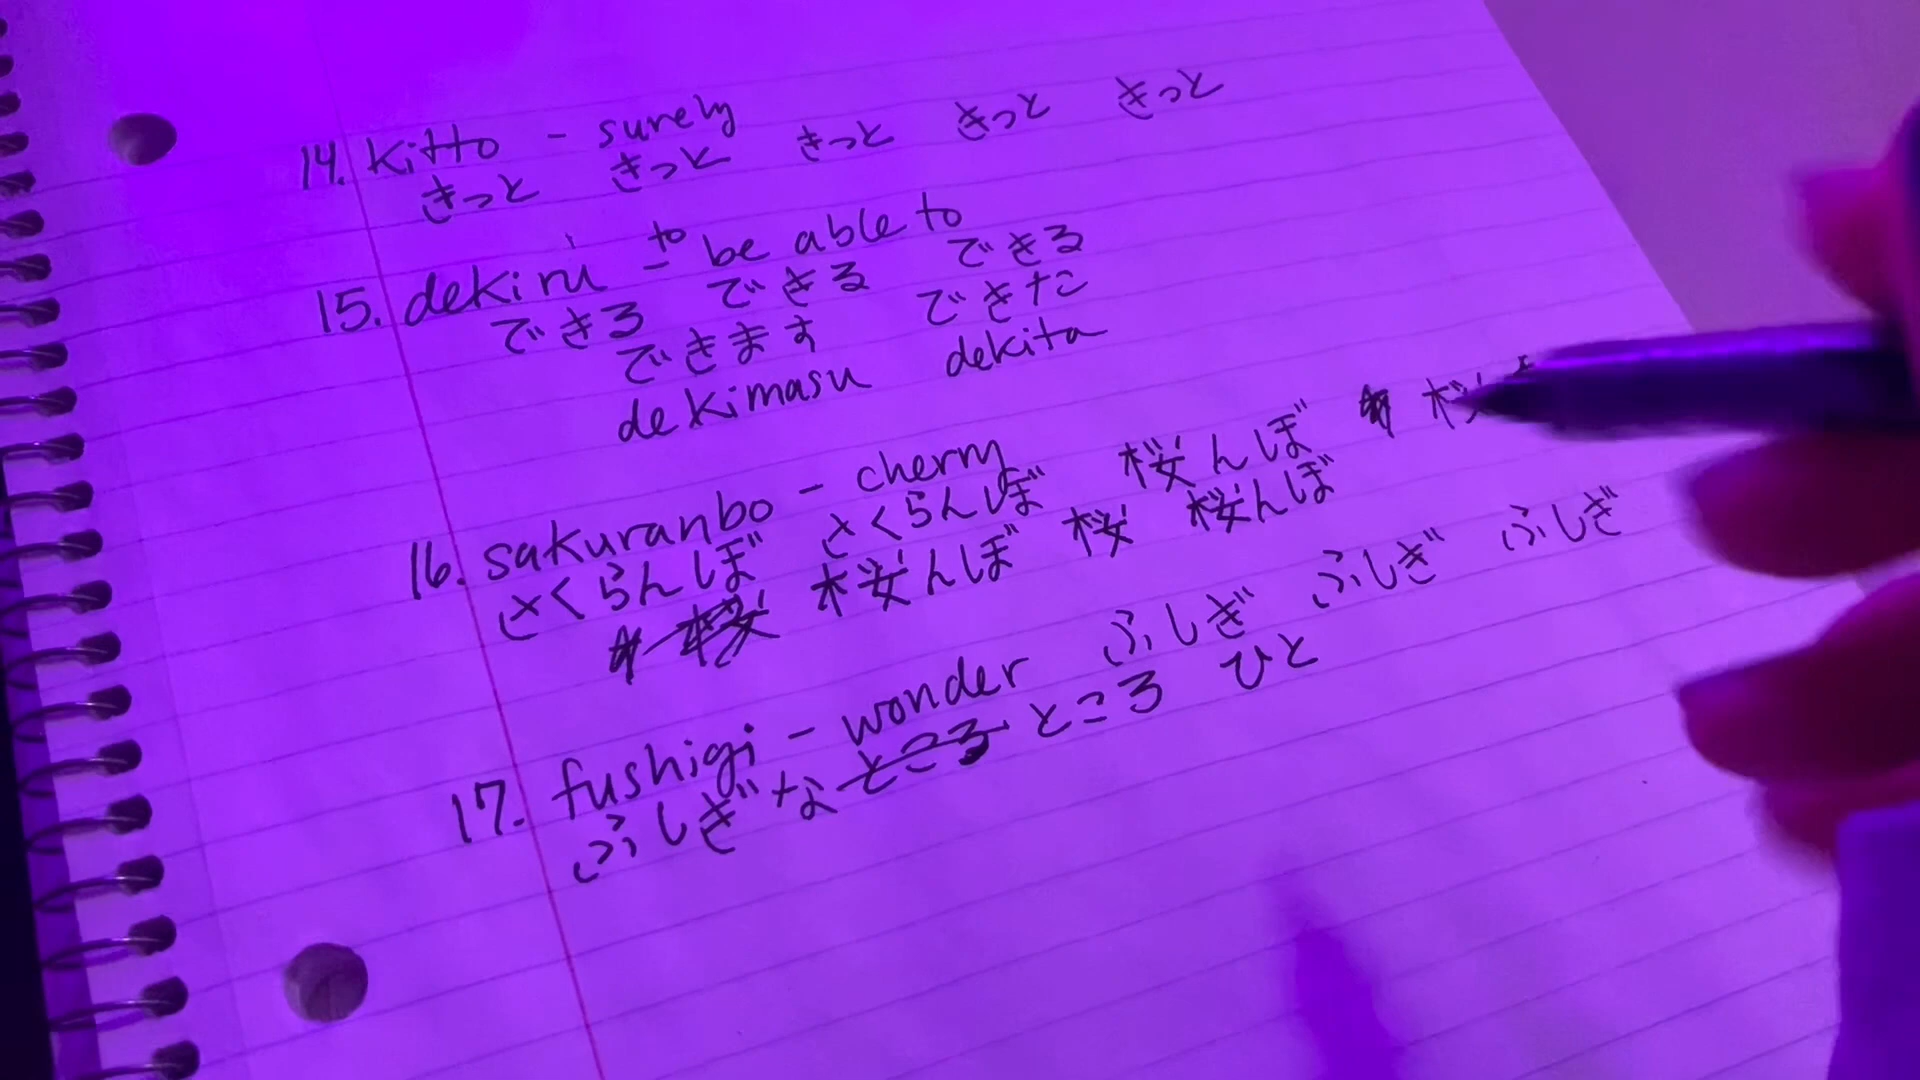 14. kitto - surely
きっと きっと きっと きっと きっと
15. dekiru - to be able to
できる できる できる
できます できた
dekimasu dekita
16. sakuranbo - cherry
さくらんぼ さくらんぼ 桜んぼ 桜
桜んぼ 桜 桜んぼ
17. fushigi - wonder ふしぎ ふしぎ ふしぎ
ふしぎな ところ ところ ひと